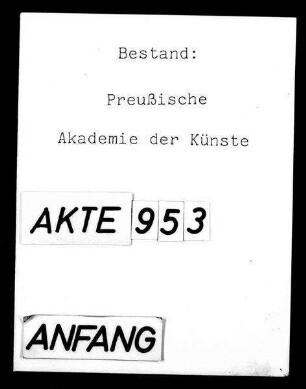 Bestand:
Preußische
Akademie der Künste
AKTE 953
ANFANG